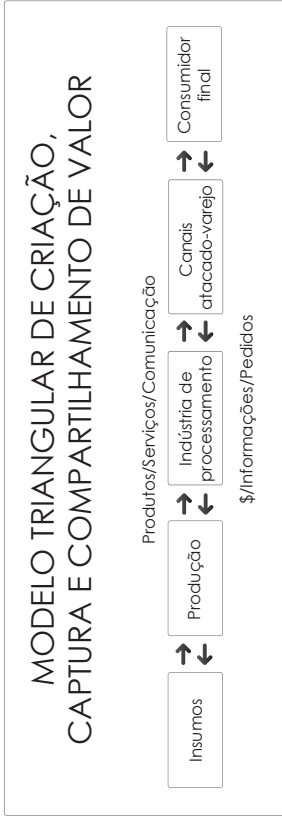 MODELO TRIANGULAR DE CRIAÇÃO,
CAPTURA E COMPARTILHAMENTO DE VALOR
Produtos/Serviços/Comunicação
Insumos
Produção
Indústria de
processamento
Canais
atacado-varejo
Consumidor
final
$/Informações/Pedidos